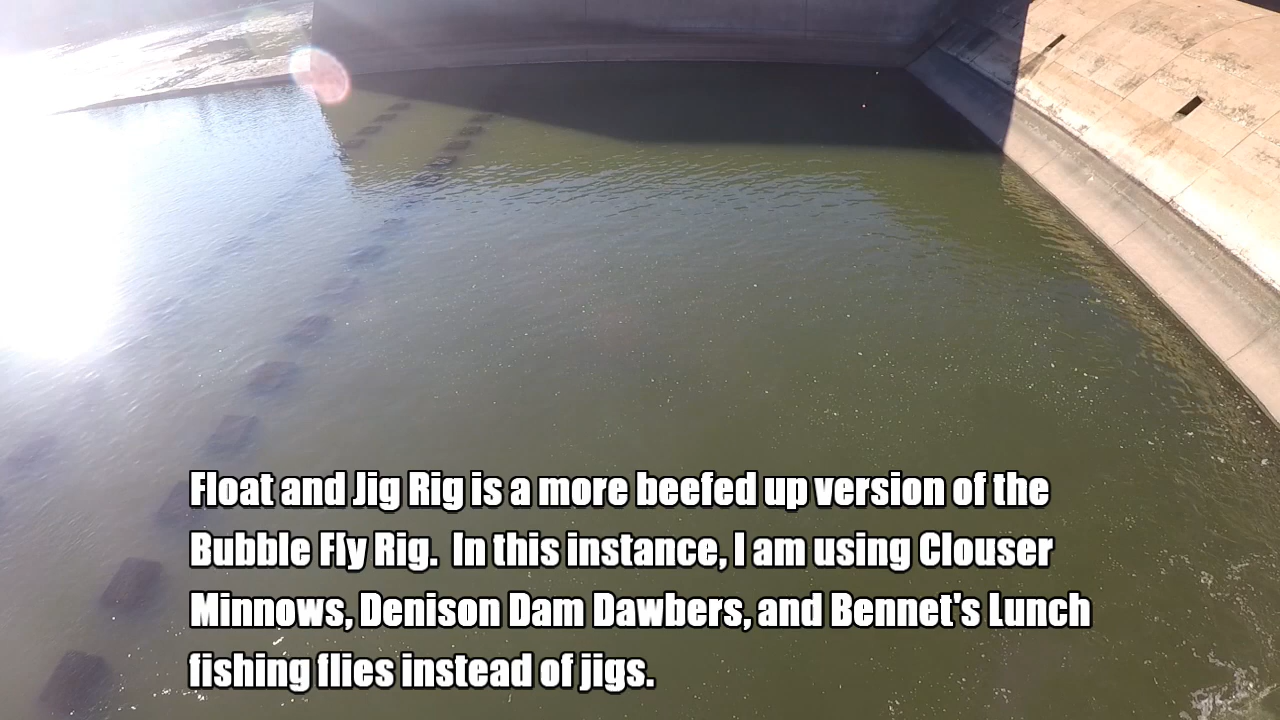 Float and Jig Rig is a more beefed up version of the
Bubble Fly Rig.  In this instance, I am using Clouser
Minnows, Denison Dam Dawbers, and Bennet's Lunch
fishing flies instead of jigs.